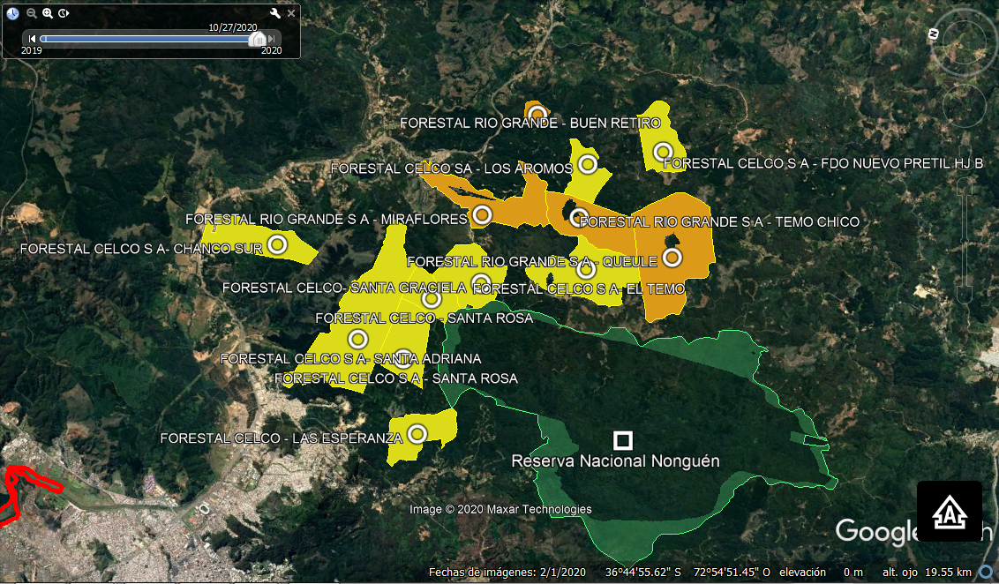 10/27/2020
2019
2020
N
FORESTAL RIO GRANDE - BUEN RETIRO
FORESTAL CELCO SA - LOS AROMOS
FORESTAL CELCO S A - FDO NUEVO PRETIL HJ B
FORESTAL RIO GRANDE S A - MIRAFLORES
FORESTAL RIO GRANDE S A - TEMO CHICO
FORESTAL CELCO S A- CHANCO SUR
FORESTAL RIO GRANDE S A - QUEULE
FORESTAL CELCO- SANTA GRACIELA
FORESTAL CELCO S A- EL TEMO
FORESTAL CELCO - SANTA ROSA
FORESTAL CELCO S A- SANTA ADRIANA
FORESTAL CELCO S A - SANTA ROSA
FORESTAL CELCO - LAS ESPERANZA
Reserva Nacional Nonguén
Image © 2020 Maxar Technologies
A
Google
Fechas de imágenes: 2/1/2020 36°44'55.62" S 72°54'51.45" O elevación 0 m alt. ojo 19.55 km